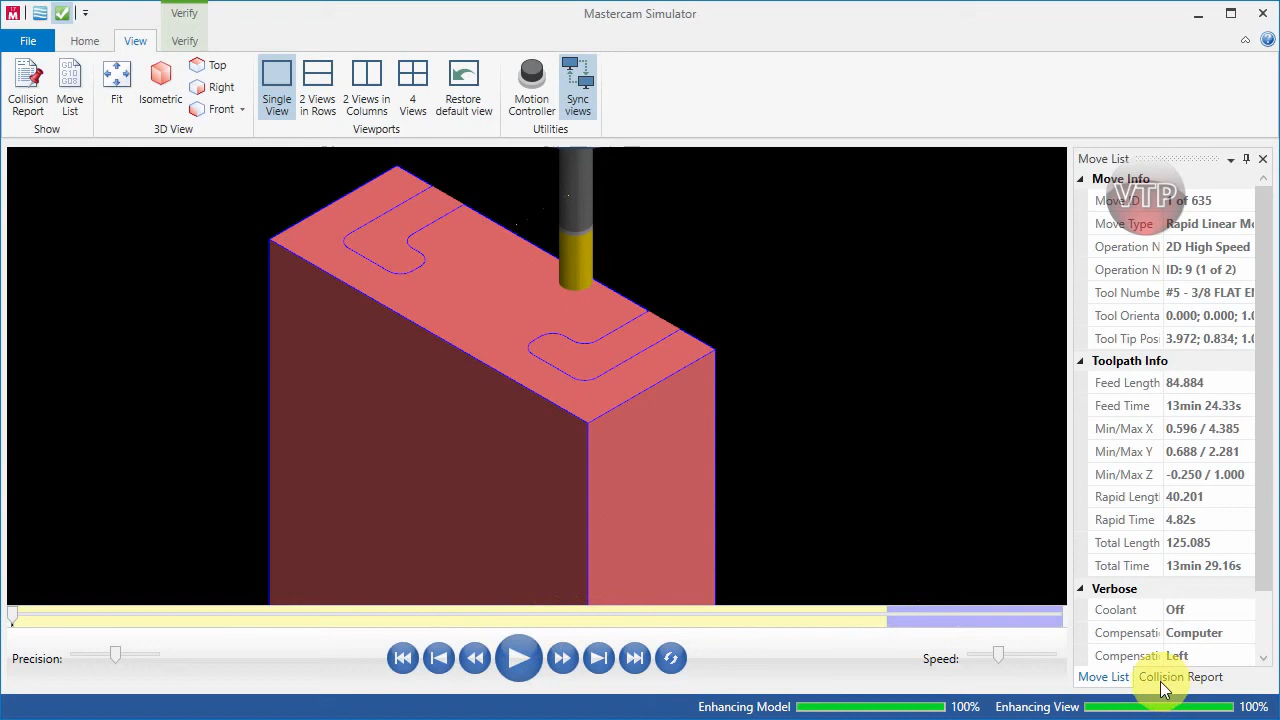 Verify
Mastercam Simulator
File
Home
View
Verify
Collision Report
Move List
Show
Fit
Isometric
Top
Right
Front
3D View
Single View
2 Views in Rows
2 Views in Columns
4 Views
Restore default view
Viewports
Motion Controller
Sync views
Utilities
Move List
Move Info
VTP
1 of 635
Move Type Rapid Linear Mo
Operation N 2D High Speed
Operation N ID: 9 (1 of 2)
Tool Numbe #5 - 3/8 FLAT EN
Tool Orienta 0.000; 0.000; 1.0
Tool Tip Pos 3.972; 0.834; 1.0
Toolpath Info
Feed Length 84.884
Feed Time 13min 24.33s
Min/Max X 0.596 / 4.385
Min/Max Y 0.688 / 2.281
Min/Max Z -0.250 / 1.000
Rapid Lengtl 40.201
Rapid Time 4.82s
Total Length 125.085
Total Time 13min 29.16s
Verbose
Coolant Off
Compensati Computer
Compensati Left
Move List Collision Report
Precision:
Speed:
Enhancing Model 100%
Enhancing View 100%